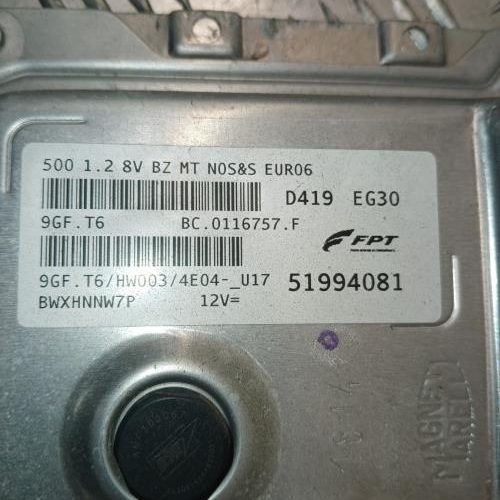 500 1.2 8V BZ MT NOS&S EURO6
D419 EG30
9GF.T6 BC.0116757.F
FPT
9GF.T6/HW003/4E04-_U17 51994081
BWXHNNW7P 12V=
MAGNETI
MARELLI